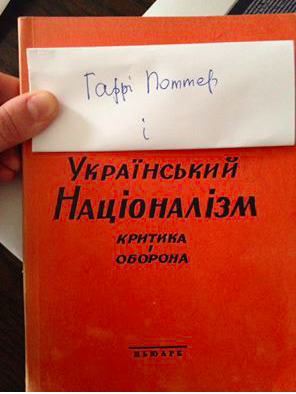 Гаррі Поттер
і
УКРАЇНСЬКИЙ
НАЦІОНАЛІЗМ
КРИТИКА
І
ОБОРОНА
НЬЮАРК